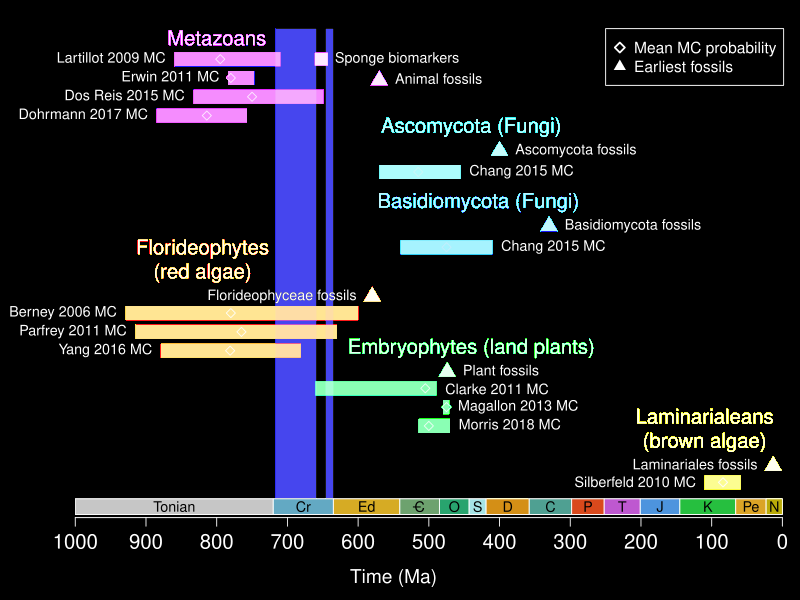 Metazoans
Lartillot 2009 MC
Sponge biomarkers
Mean MC probability
Earliest fossils
Erwin 2011 MC
Animal fossils
Dos Reis 2015 MC
Dohrmann 2017 MC
Ascomycota (Fungi)
Ascomycota fossils
Chang 2015 MC
Basidiomycota (Fungi)
Basidiomycota fossils
Chang 2015 MC
Florideophytes
(red algae)
Florideophyceae fossils
Berney 2006 MC
Parfrey 2011 MC
Yang 2016 MC
Embryophytes (land plants)
Plant fossils
Clarke 2011 MC
Magallon 2013 MC
Morris 2018 MC
Laminarialeans
(brown algae)
Laminariales fossils
Silberfeld 2010 MC
Tonian Cr Ed Ꞓ O S D C P T J K Pe N
1000 900 800 700 600 500 400 300 200 100 0
Time (Ma)